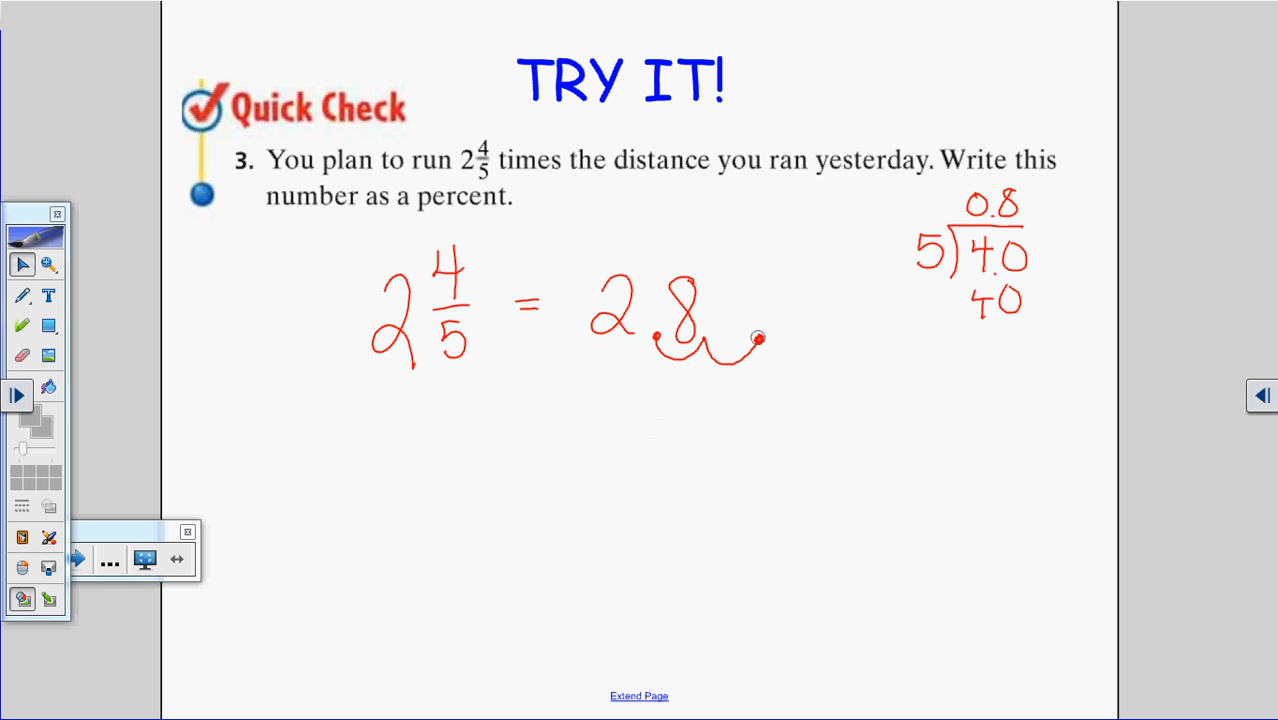 TRY IT!
Quick Check
3. You plan to run 2 4/5 times the distance you ran yesterday. Write this
number as a percent.
0.8
5)4.0
40
2 4/5 = 2.8
...
Extend Page